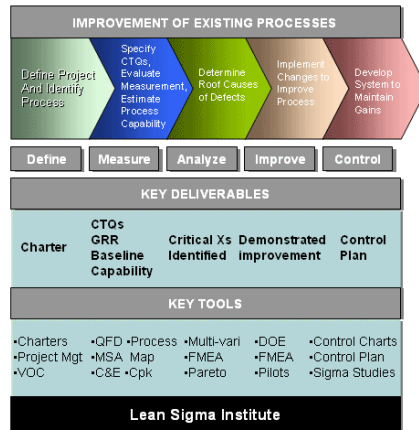 IMPROVEMENT OF EXISTING PROCESSES
Define Project
And Identify
Process
Specify
CTQs,
Evaluate
Measurement,
Estimate
Process
Capability
Determine
Roof Causes
of Defects
Implement
Changes to
Improve
Process
Develop
System to
Maintain
Gains
Define
Measure
Analyze
Improve
Control
KEY DELIVERABLES
Charter
CTQs
GRR
Baseline
Capability
Critical Xs
Identified
Demonstrated
improvement
Control
Plan
KEY TOOLS
▪Charters
▪Project Mgt
▪VOC
▪QFD ▪Process
▪MSA Map
▪C&E ▪Cpk
▪Multi-vari
▪FMEA
▪Pareto
▪DOE
▪FMEA
▪Pilots
▪Control Charts
▪Control Plan
▪Sigma Studies
Lean Sigma Institute